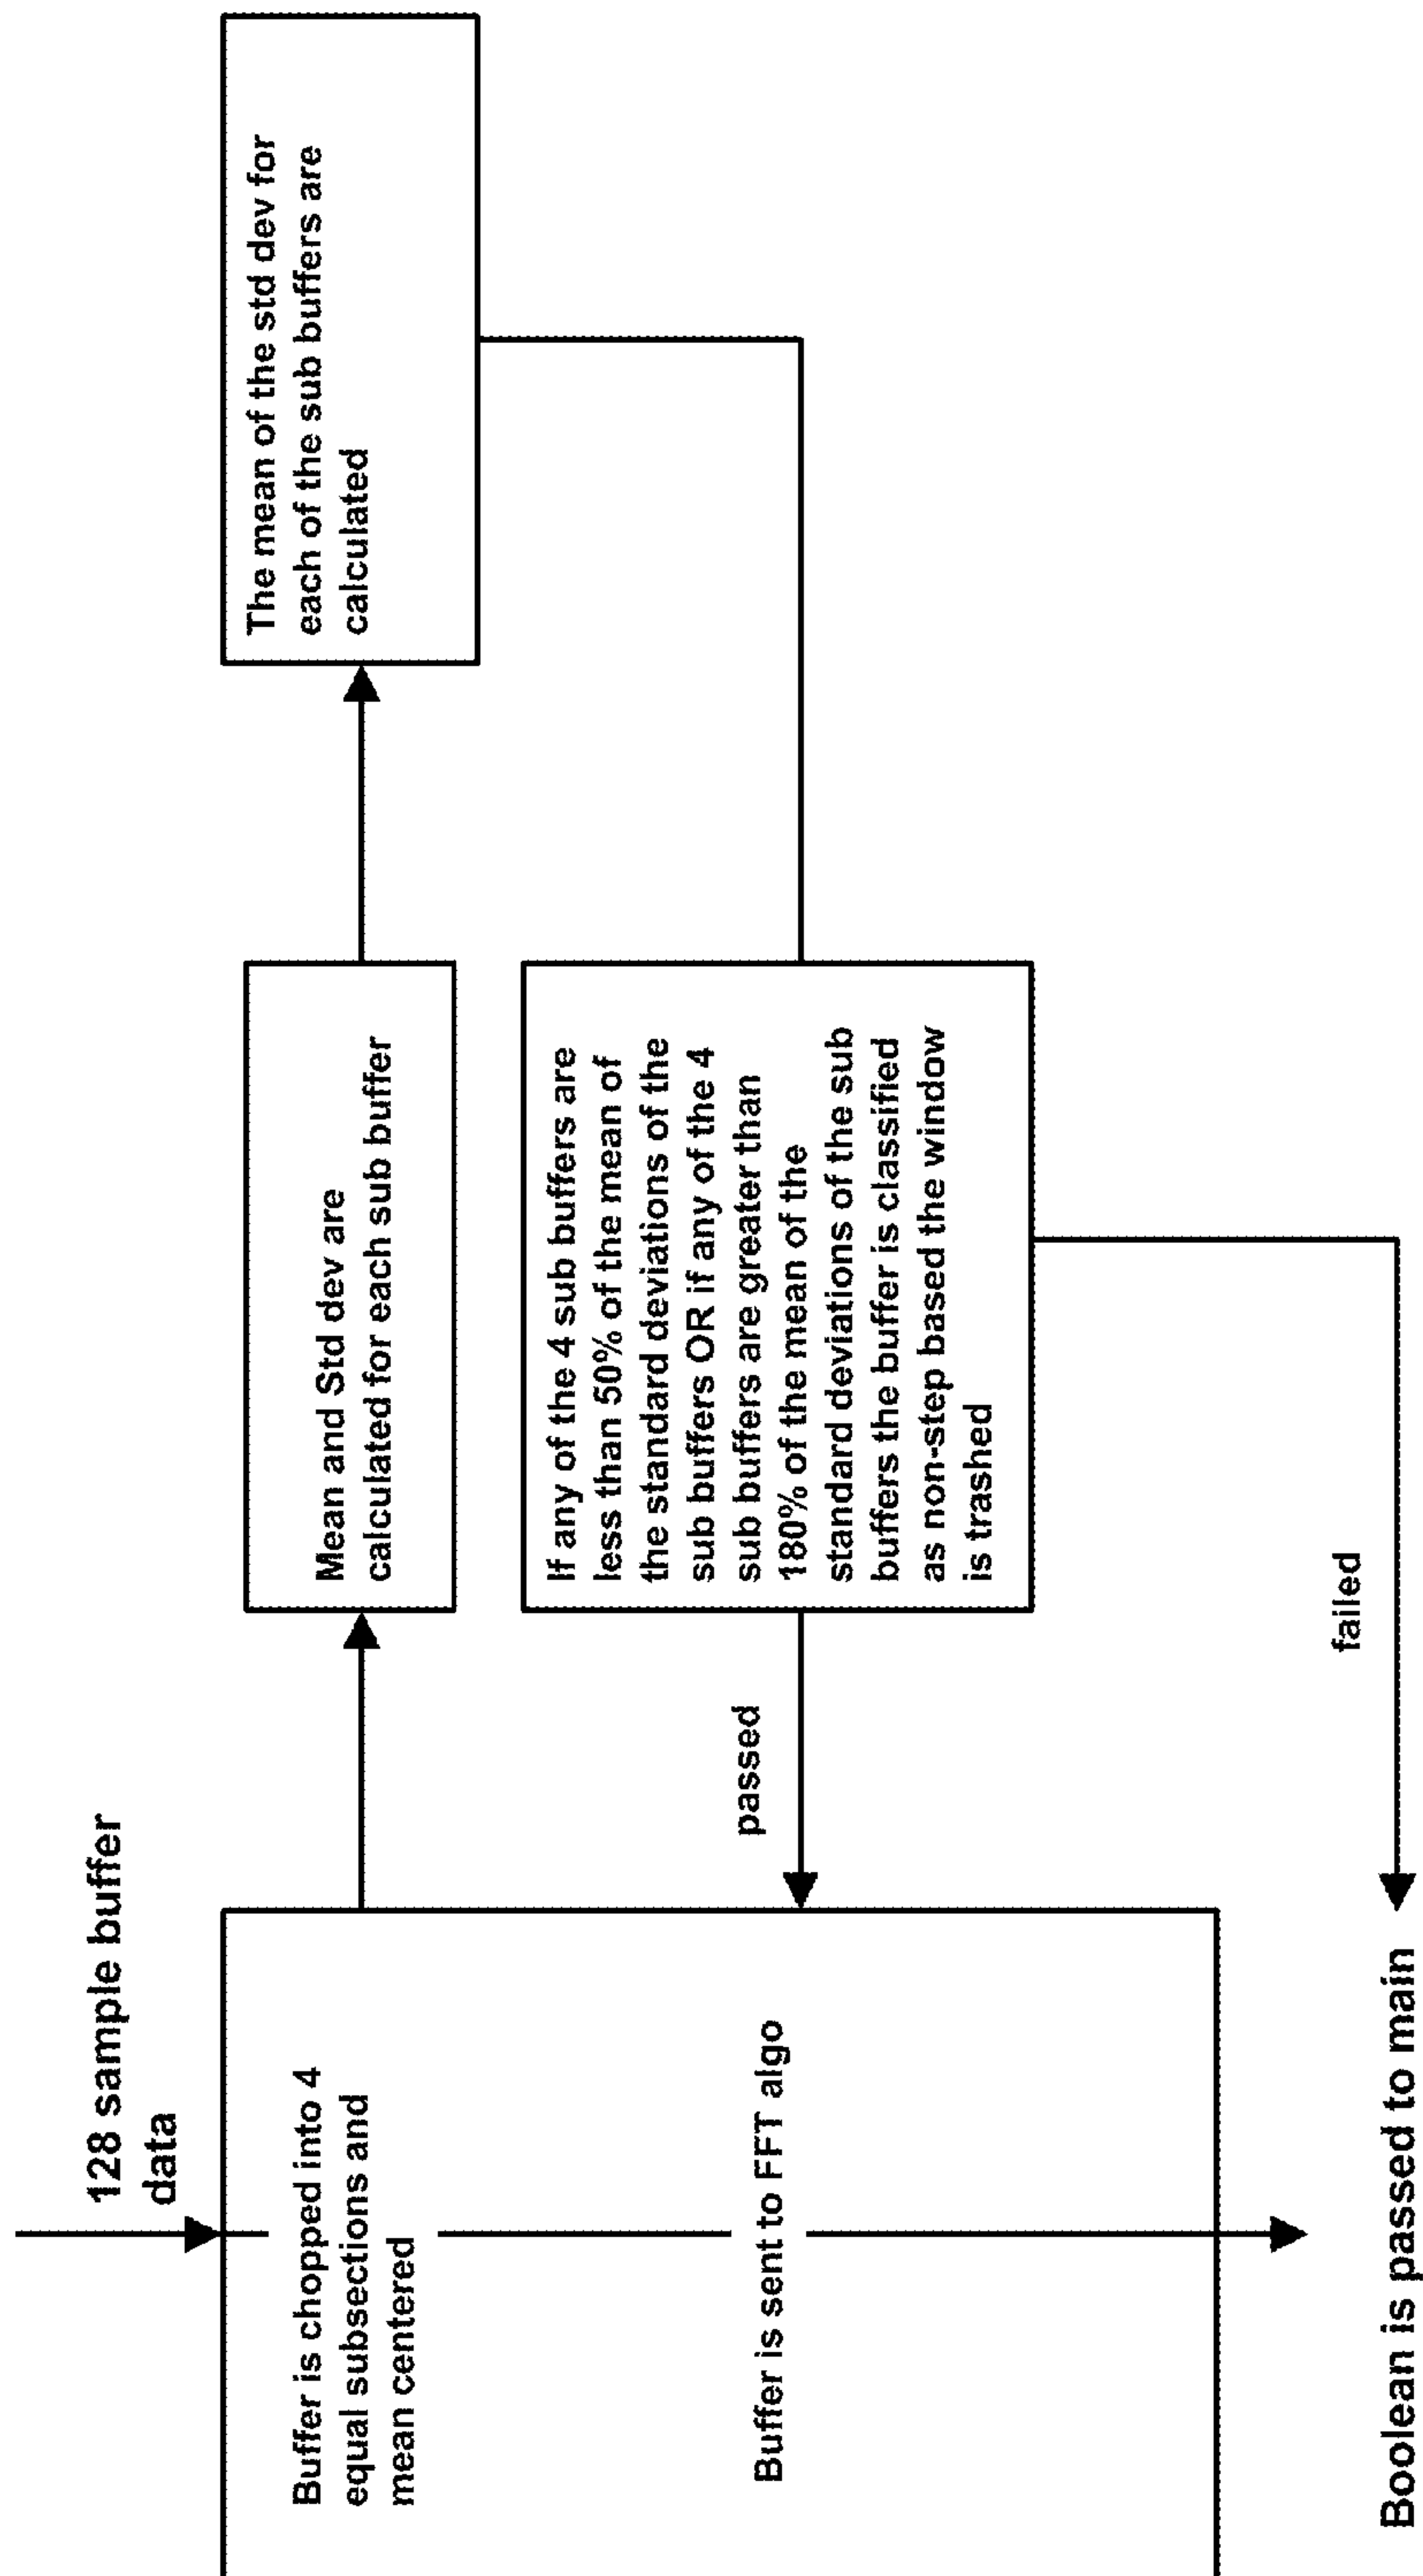 128 sample buffer
data
Buffer is chopped into 4
equal subsections and
mean centered
Mean and Std dev are
calculated for each sub buffer
The mean of the std dev for
each of the sub buffers are
calculated
If any of the 4 sub buffers are
less than 50% of the mean of
the standard deviations of the
sub buffers OR if any of the 4
sub buffers are greater than
180% of the mean of the
standard deviations of the sub
buffers the buffer is classified
as non-step based the window
is trashed
passed
Buffer is sent to FFT algo
failed
Boolean is passed to main